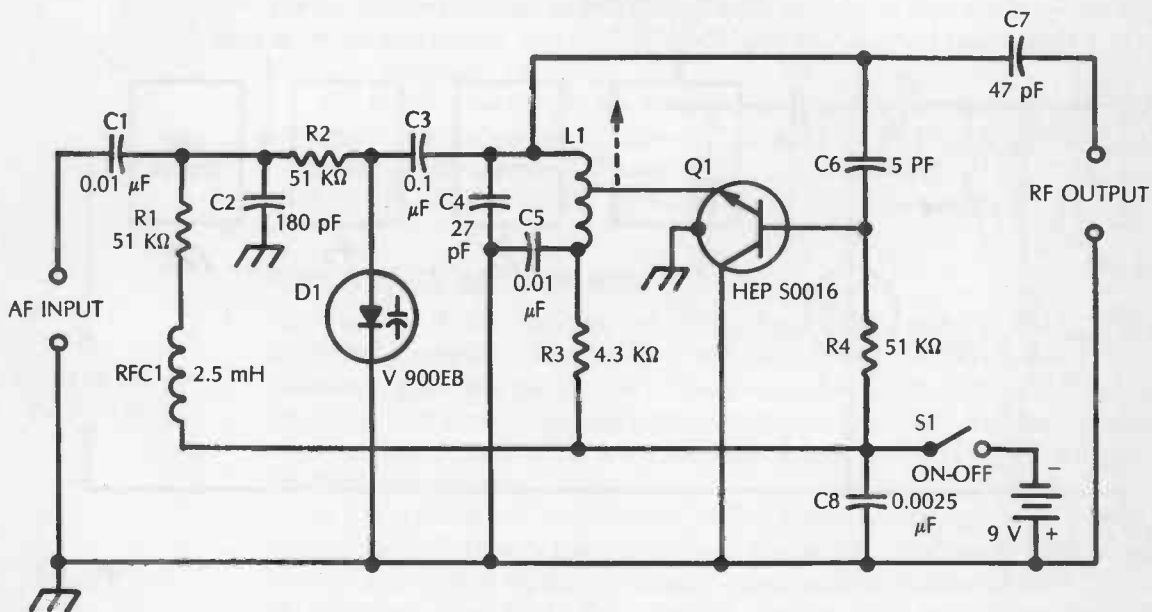 C7
47 pF
C1
0.01 µF
R2
51 KΩ
C3
0.1
µF
L1
Q1
C6
5 PF
R1
51 KΩ
C2
180 pF
C4
27
pF
C5
0.01
µF
RF OUTPUT
AF INPUT
D1
HEP S0016
RFC1
2.5 mH
V 900EB
R3
4.3 KΩ
R4
51 KΩ
S1
ON-OFF
C8
0.0025
µF
9 V
−
+